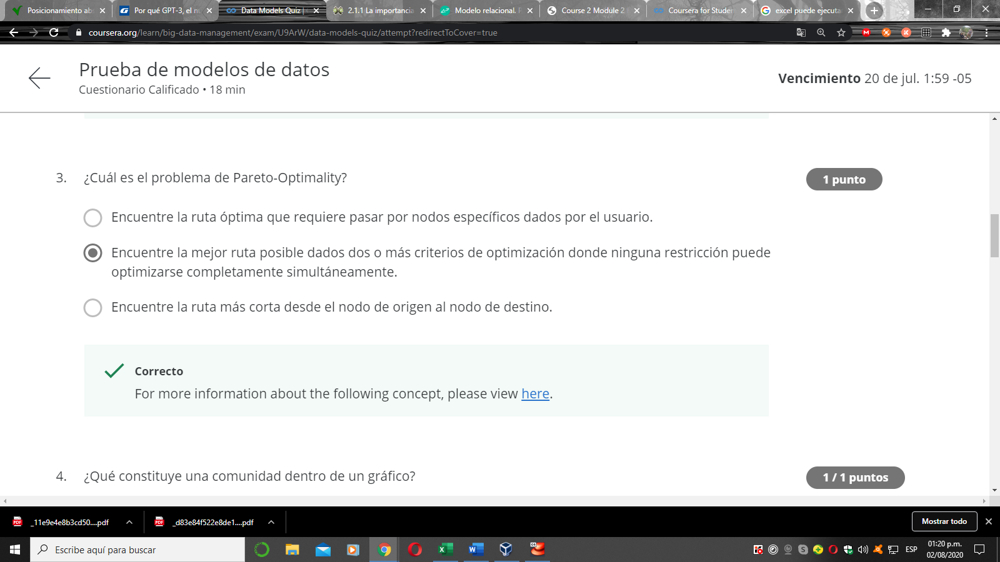 Posicionamiento ab
Por qué GPT-3, el n
Data Models Quiz |
2.1.1 La importancia
Modelo relacional. F
Course 2 Module 2
Coursera for Studen
excel puede ejecuta
coursera.org/learn/big-data-management/exam/U9ArW/data-models-quiz/attempt?redirectToCover=true
Prueba de modelos de datos
Cuestionario Calificado • 18 min
Vencimiento 20 de jul. 1:59 -05
3. ¿Cuál es el problema de Pareto-Optimality?
1 punto
Encuentre la ruta óptima que requiere pasar por nodos específicos dados por el usuario.
Encuentre la mejor ruta posible dados dos o más criterios de optimización donde ninguna restricción puede
optimizarse completamente simultáneamente.
Encuentre la ruta más corta desde el nodo de origen al nodo de destino.
Correcto
For more information about the following concept, please view here.
4. ¿Qué constituye una comunidad dentro de un gráfico?
1 / 1 puntos
_11e9e4e8b3cd50....pdf
_d83e84f522e8de1....pdf
Mostrar todo
Escribe aquí para buscar
ESP
01:20 p.m.
02/08/2020